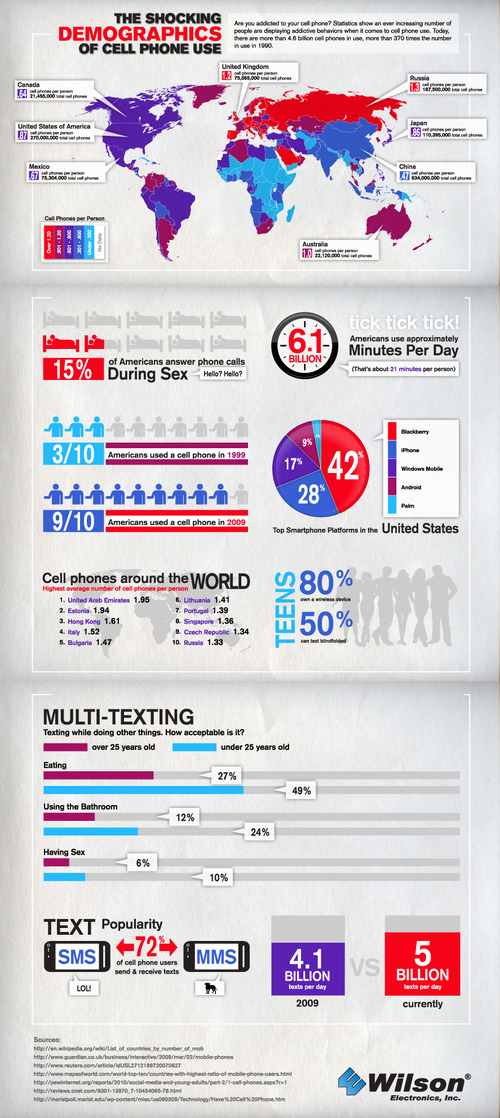 THE SHOCKING
DEMOGRAPHICS
OF CELL PHONE USE
Are you addicted to your cell phone? Statistics show an ever increasing number of
people are displaying addictive behaviors when it comes to cell phone use. Today,
there are more than 4.6 billion cell phones in use, more than 370 times the number
in use in 1990.
Canada
.64 cell phones per person
21,455,000 total cell phones
United Kingdom
1.2 cell phones per person
75,565,000 total cell phones
Russia
1.3 cell phones per person
187,500,000 total cell phones
United States of America
.87 cell phones per person
270,000,000 total cell phones
Japan
.86 cell phones per person
110,395,000 total cell phones
Mexico
.67 cell phones per person
75,304,000 total cell phones
China
.47 cell phones per person
634,000,000 total cell phones
Australia
1.0 cell phones per person
22,120,000 total cell phones
Cell Phones per Person
Over 1.20
.901 - 1.20
.601 - .900
.301 - .600
Under .300
No Data
15%
of Americans answer phone calls
During Sex
Hello? Hello?
6.1
BILLION
tick tick tick!
Americans use approximately
Minutes Per Day
(That's about 21 minutes per person)
3/10
Americans used a cell phone in 1999
9/10
Americans used a cell phone in 2009
42%
28%
17%
9%
Blackberry
iPhone
Windows Mobile
Android
Palm
Top Smartphone Platforms in the United States
Cell phones around the WORLD
Highest average number of cell phones per person
1. United Arab Emirates 1.95
2. Estonia 1.94
3. Hong Kong 1.61
4. Italy 1.52
5. Bulgaria 1.47
6. Lithuania 1.41
7. Portugal 1.39
8. Singapore 1.36
9. Czech Republic 1.34
10. Russia 1.33
TEENS
80%
own a wireless device
50%
can text blindfolded
MULTI-TEXTING
Texting while doing other things. How acceptable is it?
over 25 years old
under 25 years old
Eating
27%
49%
Using the Bathroom
12%
24%
Having Sex
6%
10%
TEXT Popularity
SMS
LOL!
72%
of cell phone users
send & receive texts
MMS
4.1
BILLION
texts per day
2009
VS
5
BILLION
texts per day
currently
Sources:
http://en.wikipedia.org/wiki/List_of_countries_by_number_of_mob
http://www.guardian.co.uk/business/interactive/2009/mar/02/mobile-phones
http://www.reuters.com/article/idUSL2712199720070627
http://www.mapsofworld.com/world-top-ten/countries-with-highest-ratio-of-mobile-phone-users.html
http://pewinternet.org/reports/2010/social-media-and-young-adults/part-2/1-cell-phones.aspx?r=1
http://reviews.cnet.com/8301-13970_7-10454065-78.html
http://maristpoll.marist.edu/wp-content/misc/usa090309/Technology/Have%20Cell%20Phone.htm
Wilson®
Electronics, Inc.